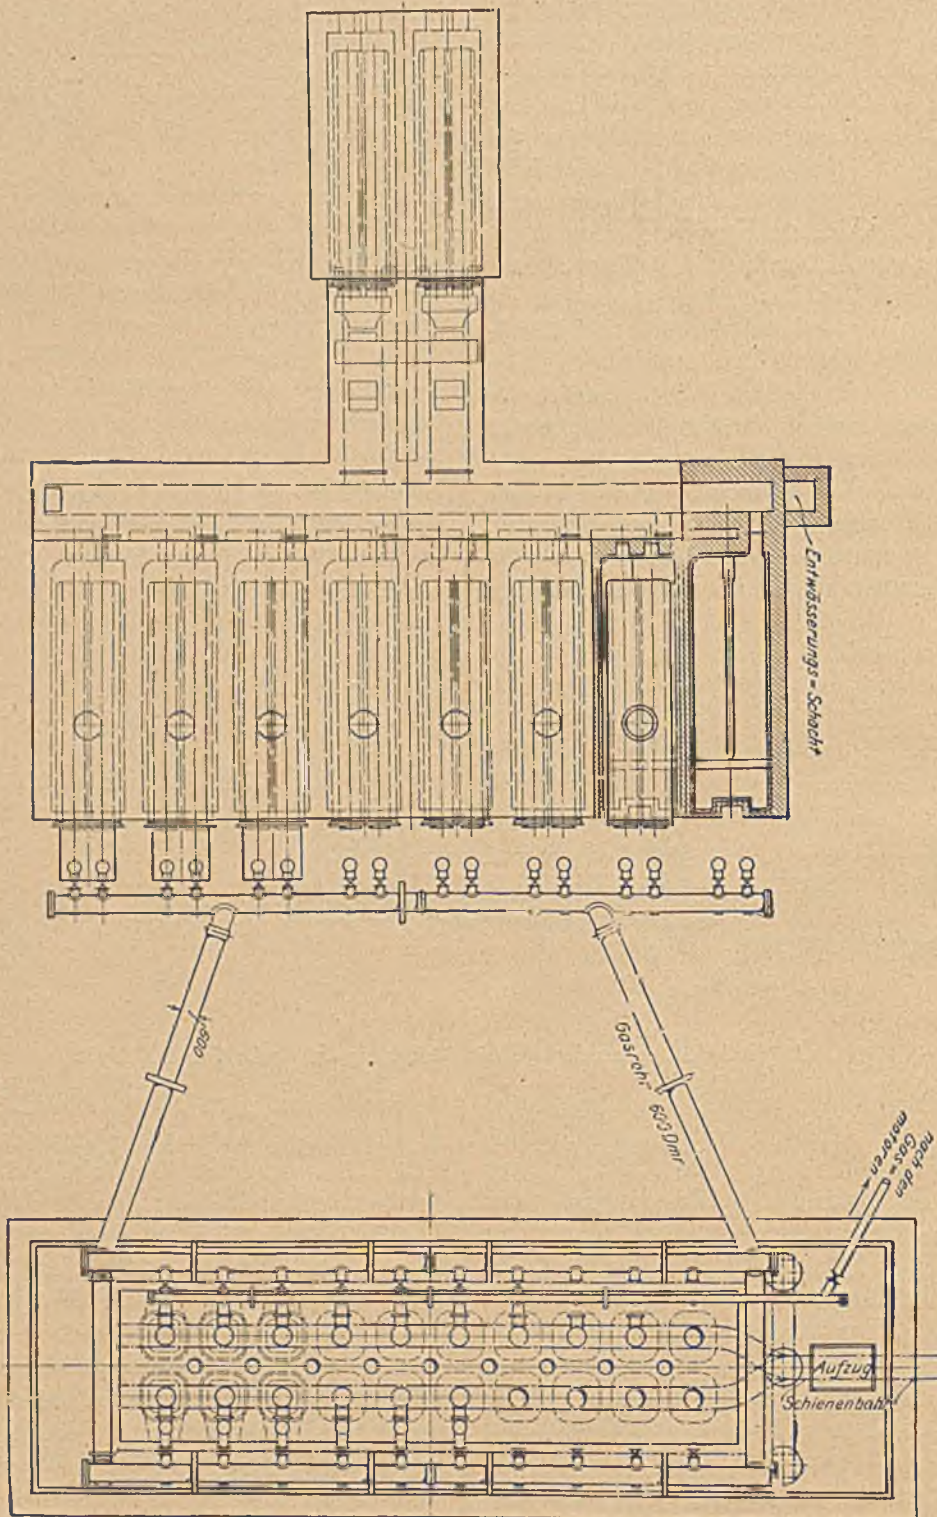 Entwässerungs=Schacht
600
Gasrohr 600 Dmr.
nach den
Gas=
motoren
Aufzug
Schienenbahn